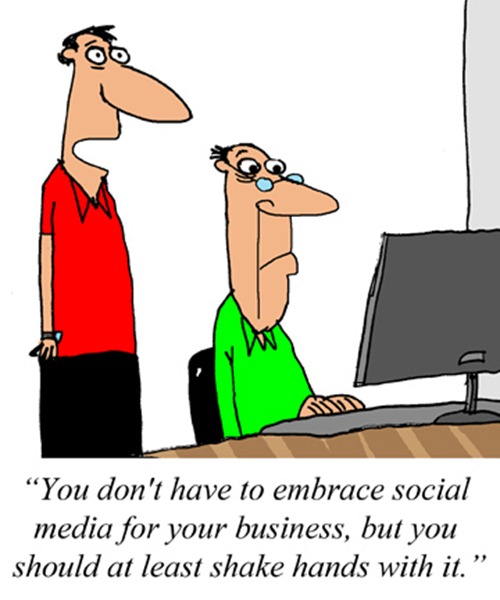 “You don't have to embrace social
media for your business, but you
should at least shake hands with it.”